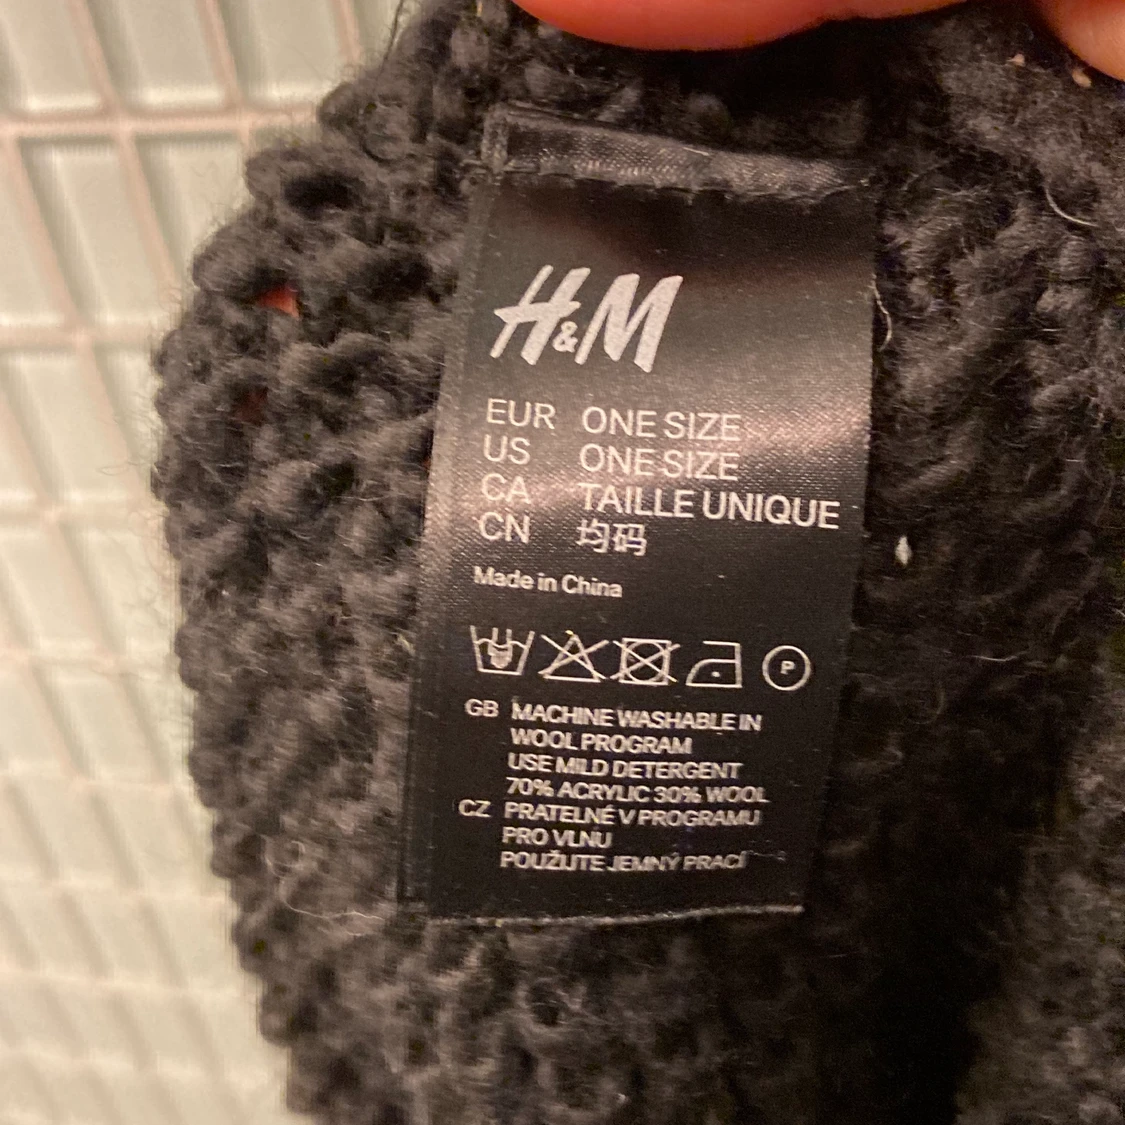 H&M
EUR ONE SIZE
US ONE SIZE
CA TAILLE UNIQUE
CN 均码
Made in China
P
GB MACHINE WASHABLE IN
WOOL PROGRAM
USE MILD DETERGENT
70% ACRYLIC 30% WOOL
CZ PRATELNÉ V PROGRAMU
PRO VLNU
POUŽIJTE JEMNÝ PRACÍ